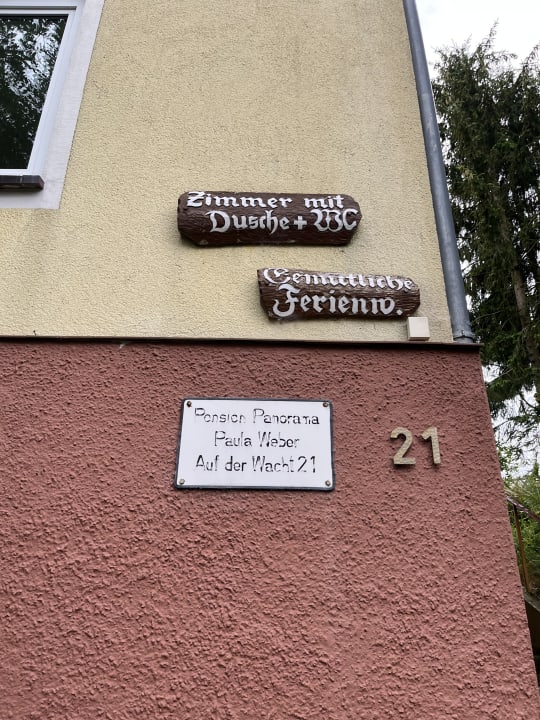 Zimmer mit
Dusche + WC
Gemütliche
Ferienw.
Pension Panorama
Paula Weber
Auf der Wacht 21
21